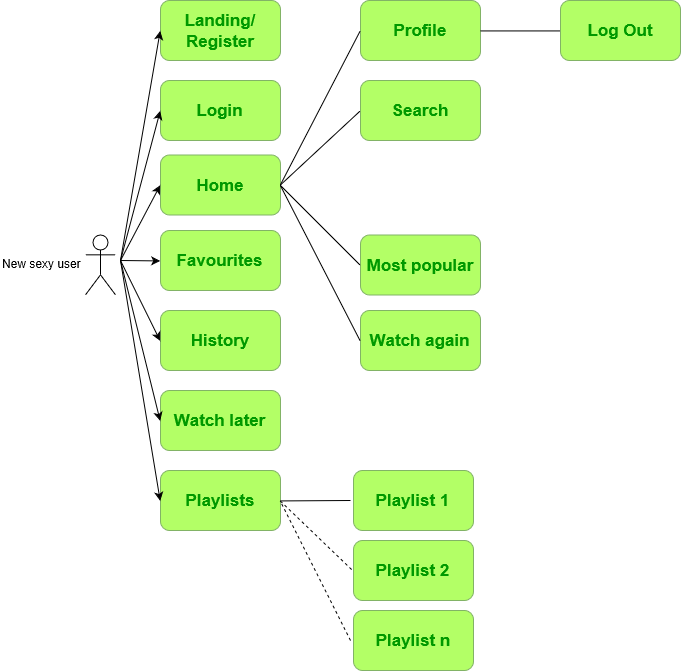 Landing/
Register
Profile
Log Out
Login
Search
Home
New sexy user
Favourites
Most popular
History
Watch again
Watch later
Playlists
Playlist 1
Playlist 2
Playlist n